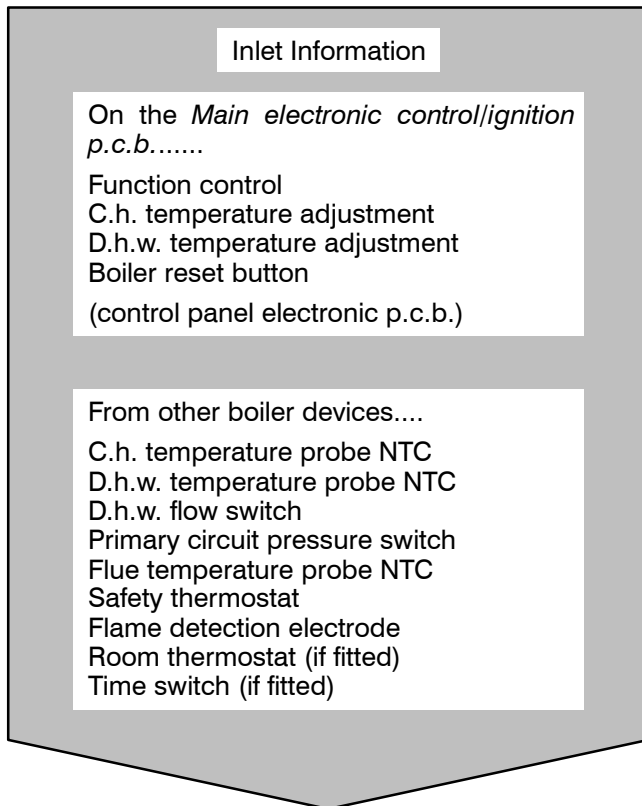 Inlet Information
On the Main electronic control/ignition
p.c.b.......
Function control
C.h. temperature adjustment
D.h.w. temperature adjustment
Boiler reset button
(control panel electronic p.c.b.)
From other boiler devices....
C.h. temperature probe NTC
D.h.w. temperature probe NTC
D.h.w. flow switch
Primary circuit pressure switch
Flue temperature probe NTC
Safety thermostat
Flame detection electrode
Room thermostat (if fitted)
Time switch (if fitted)